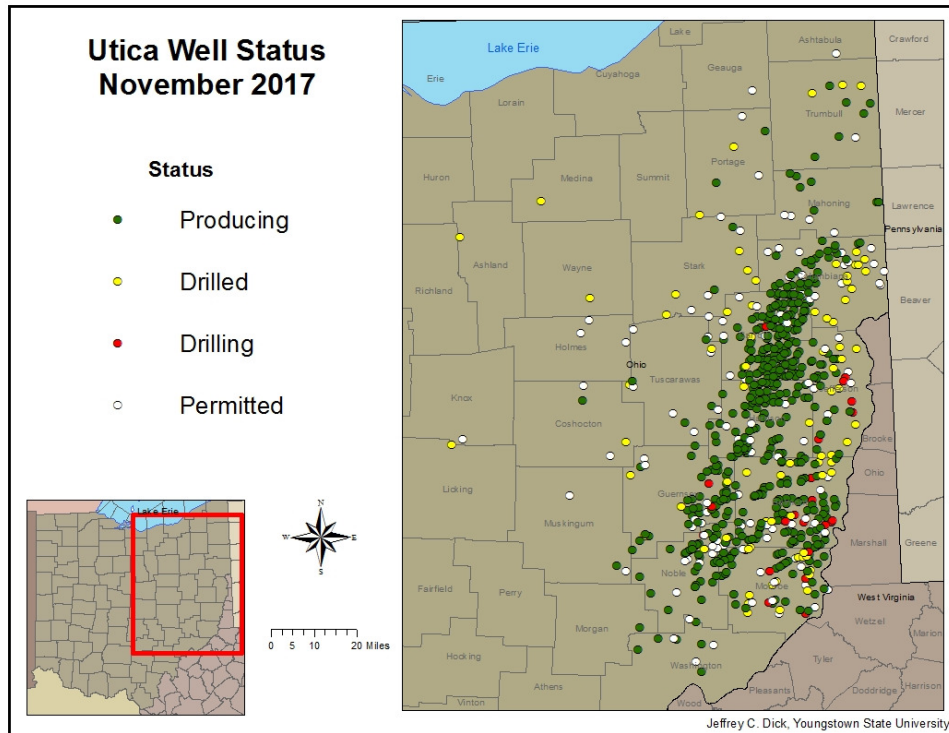 Utica Well Status
November 2017
Status
Producing
Drilled
Drilling
Permitted
Lake Erie
N
W
E
S
0 5 10 15 20 Miles
Lake Erie
Lake
Ashtabula
Crawford
Erie
Cuyahoga
Geauga
Lorain
Trumbull
Mercer
Huron
Medina
Summit
Portage
Mahoning
Lawrence
Pennsylvania
Ashland
Wayne
Stark
Richland
Beaver
Holmes
Ohio
Tuscarawas
Knox
Coshocton
Brooke
Ohio
Licking
Guernsey
Muskingum
Marshall
Greene
Fairfield
Perry
Noble
Monroe
West Virginia
Wetzel
Marion
Morgan
Hocking
Washington
Tyler
Athens
Vinton
Wood
Pleasants
Doddridge
Harrison
Jeffrey C. Dick, Youngstown State University